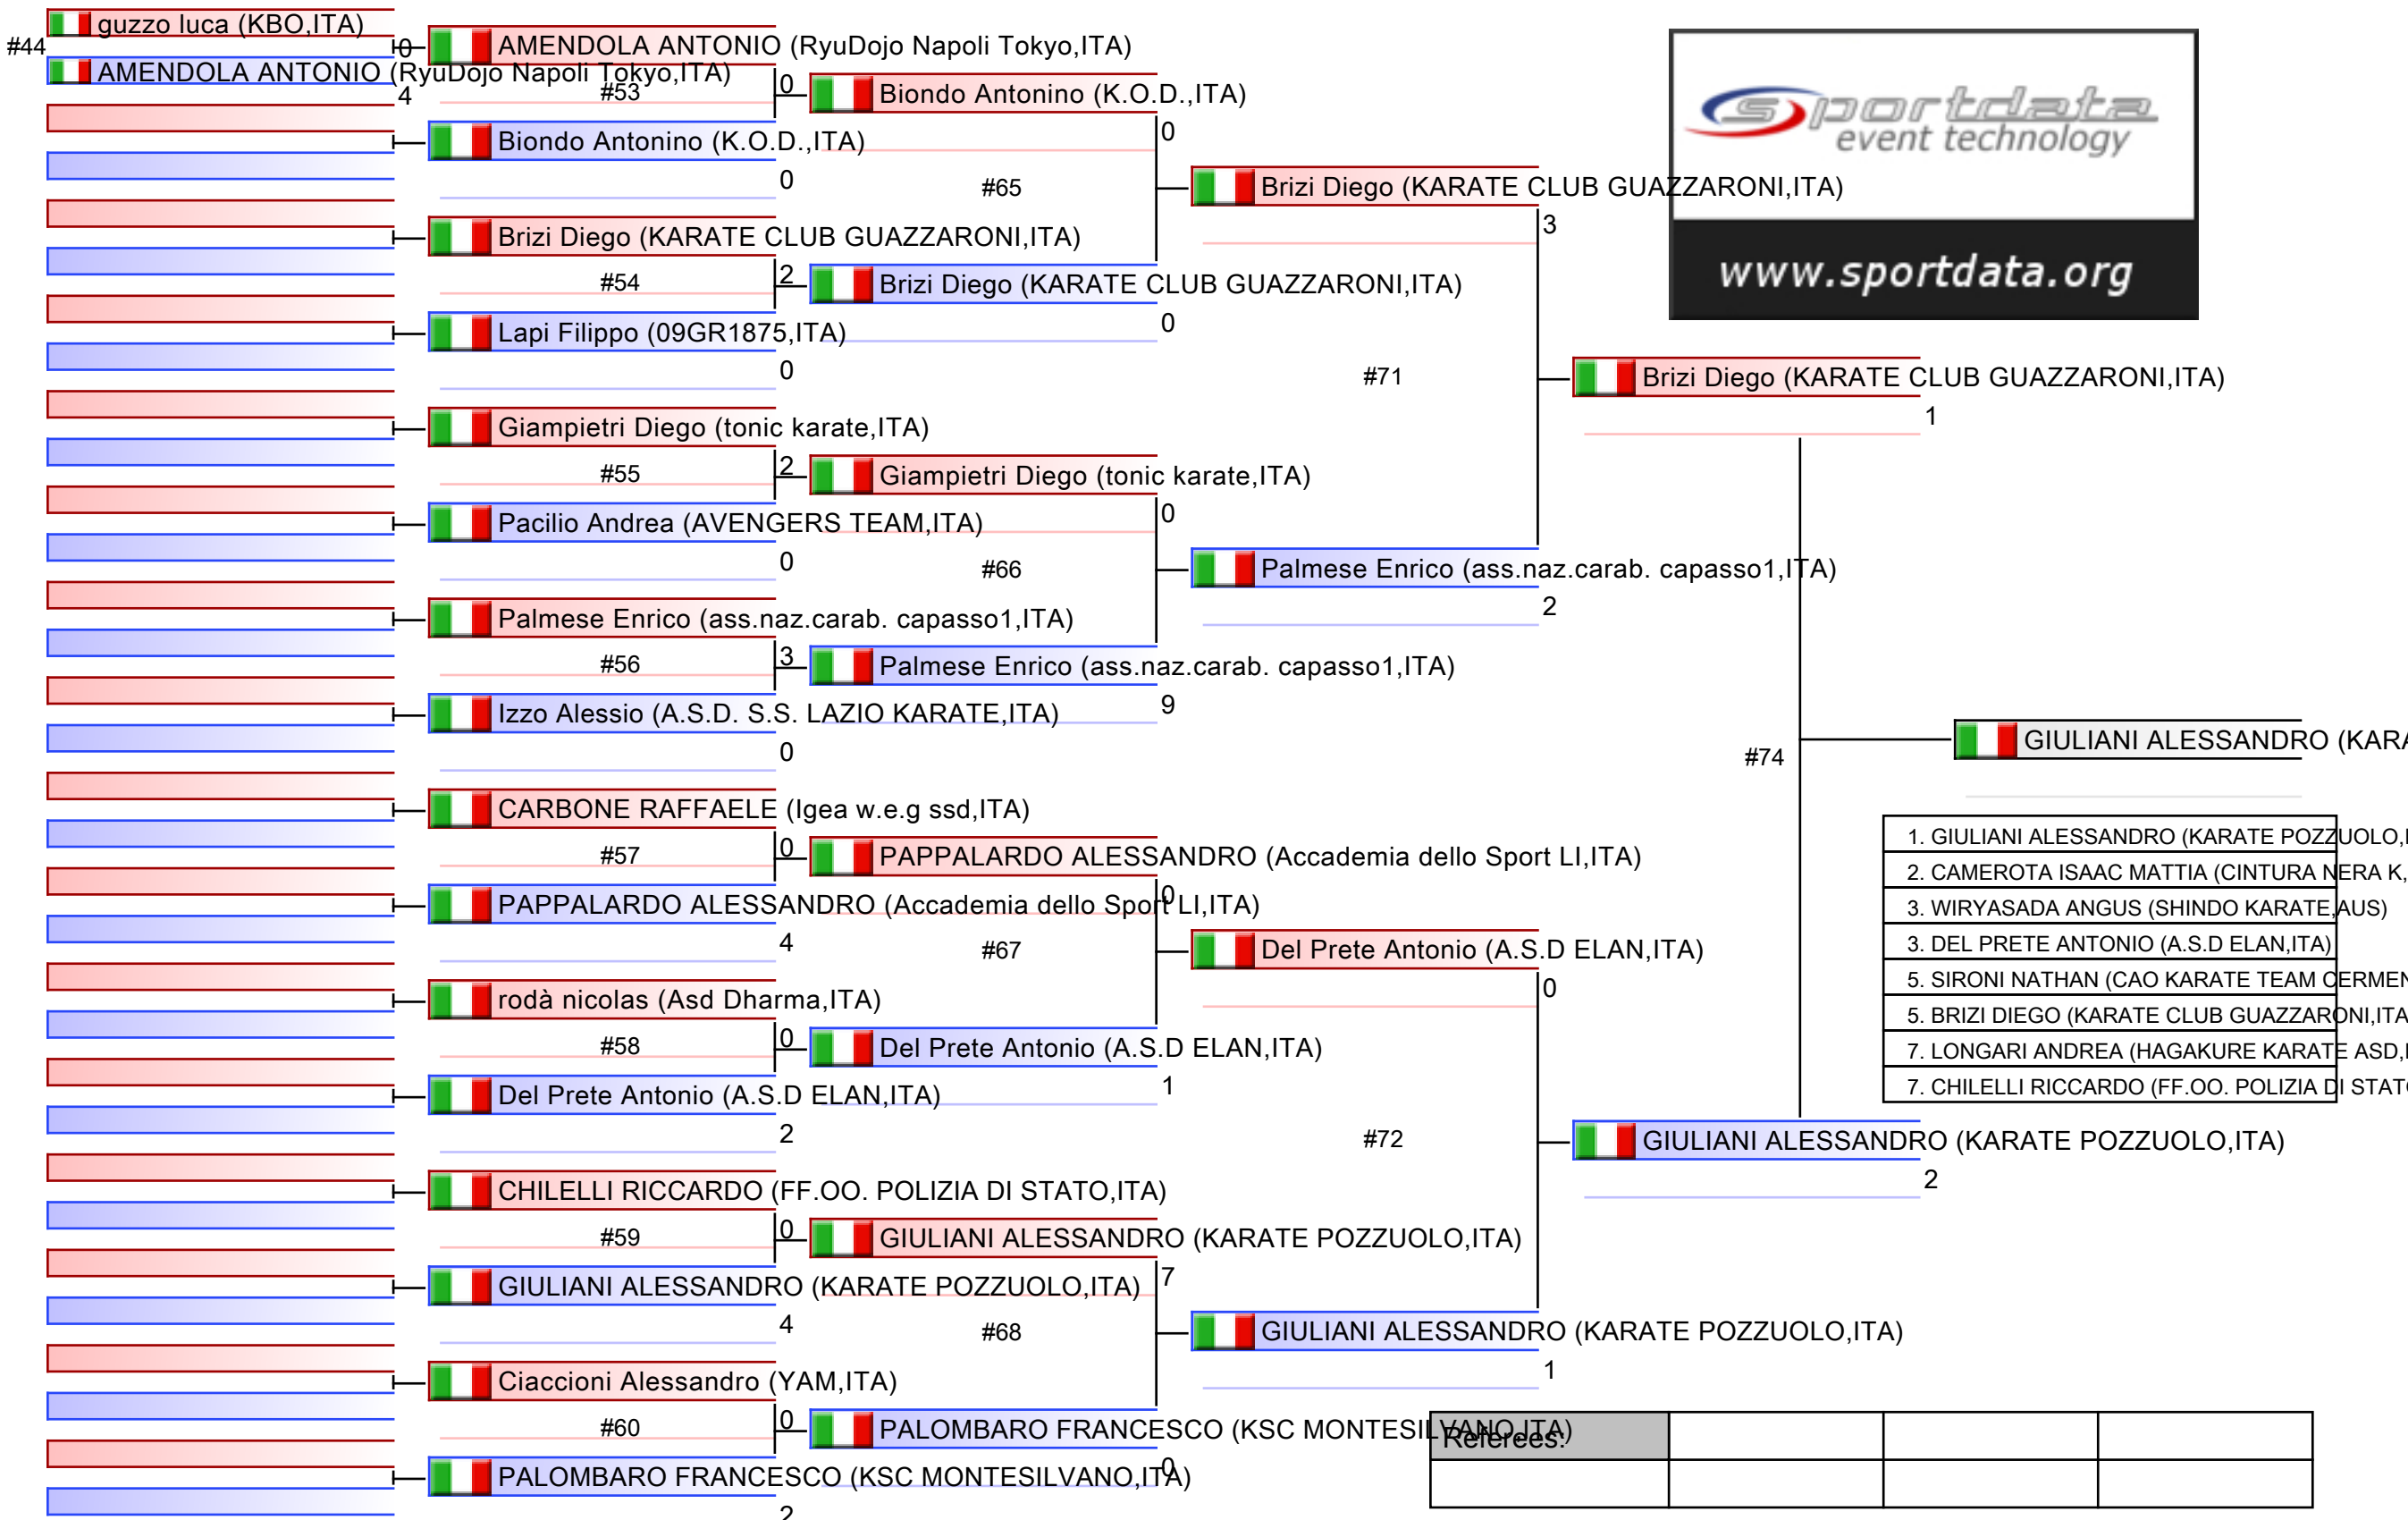 guzzo luca (KBO,ITA)
#44
0
AMENDOLA ANTONIO (RyuDojo Napoli Tokyo,ITA)
4
AMENDOLA ANTONIO (RyuDojo Napoli Tokyo,ITA)
#53
0
Biondo Antonino (K.O.D.,ITA)
0
Brizi Diego (KARATE CLUB GUAZZARONI,ITA)
#54
2
Lapi Filippo (09GR1875,ITA)
0
Giampietri Diego (tonic karate,ITA)
#55
2
Pacilio Andrea (AVENGERS TEAM,ITA)
0
Palmese Enrico (ass.naz.carab. capasso1,ITA)
#56
3
Izzo Alessio (A.S.D. S.S. LAZIO KARATE,ITA)
0
CARBONE RAFFAELE (Igea w.e.g ssd,ITA)
#57
0
PAPPALARDO ALESSANDRO (Accademia dello Sport LI,ITA)
4
rodà nicolas (Asd Dharma,ITA)
#58
0
Del Prete Antonio (A.S.D ELAN,ITA)
2
CHILELLI RICCARDO (FF.OO. POLIZIA DI STATO,ITA)
#59
0
GIULIANI ALESSANDRO (KARATE POZZUOLO,ITA)
4
Ciaccioni Alessandro (YAM,ITA)
#60
0
PALOMBARO FRANCESCO (KSC MONTESILVANO,ITA)
2
Biondo Antonino (K.O.D.,ITA)
0
#65
Brizi Diego (KARATE CLUB GUAZZARONI,ITA)
0
Giampietri Diego (tonic karate,ITA)
0
#66
Palmese Enrico (ass.naz.carab. capasso1,ITA)
9
PAPPALARDO ALESSANDRO (Accademia dello Sport LI,ITA)
0
#67
Del Prete Antonio (A.S.D ELAN,ITA)
1
GIULIANI ALESSANDRO (KARATE POZZUOLO,ITA)
7
#68
PALOMBARO FRANCESCO (KSC MONTESILVANO,ITA)
0
Brizi Diego (KARATE CLUB GUAZZARONI,ITA)
3
#71
Palmese Enrico (ass.naz.carab. capasso1,ITA)
2
Del Prete Antonio (A.S.D ELAN,ITA)
0
#72
GIULIANI ALESSANDRO (KARATE POZZUOLO,ITA)
1
Brizi Diego (KARATE CLUB GUAZZARONI,ITA)
1
#74
GIULIANI ALESSANDRO (KARATE POZZUOLO,ITA)
2
sportdata
event technology
www.sportdata.org
GIULIANI ALESSANDRO (KARA
1. GIULIANI ALESSANDRO (KARATE POZZUOLO,I
2. CAMEROTA ISAAC MATTIA (CINTURA NERA K,
3. WIRYASADA ANGUS (SHINDO KARATE,AUS)
3. DEL PRETE ANTONIO (A.S.D ELAN,ITA)
5. SIRONI NATHAN (CAO KARATE TEAM CERMEN
5. BRIZI DIEGO (KARATE CLUB GUAZZARONI,ITA
7. LONGARI ANDREA (HAGAKURE KARATE ASD,I
7. CHILELLI RICCARDO (FF.OO. POLIZIA DI STATO
Referees: